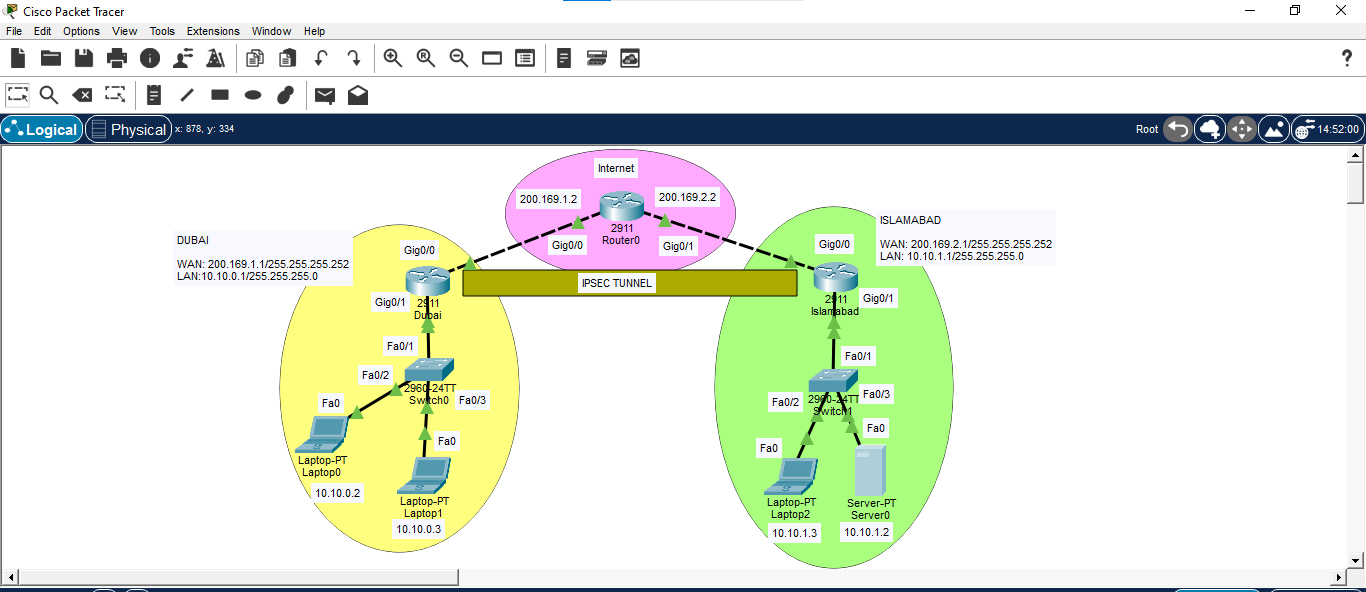 Cisco Packet Tracer
File Edit Options View Tools Extensions Window Help
Logical Physical x: 878, y: 334 Root 14:52:00
Internet
200.169.1.2 200.169.2.2
2911
Router0
Gig0/0 Gig0/1
DUBAI
WAN: 200.169.1.1/255.255.255.252
LAN:10.10.0.1/255.255.255.0
Gig0/0
Gig0/1
2911
Dubai
IPSEC TUNNEL
ISLAMABAD
WAN: 200.169.2.1/255.255.255.252
LAN: 10.10.1.1/255.255.255.0
Gig0/0
Gig0/1
2911
Islamabad
Fa0/1
Fa0/2
2960-24TT
Switch0
Fa0/3
Fa0
Laptop-PT
Laptop0
10.10.0.2
Fa0
Laptop-PT
Laptop1
10.10.0.3
Fa0/1
Fa0/2
2960-24TT
Switch1
Fa0/3
Fa0
Fa0
Laptop-PT
Laptop2
10.10.1.3
Server-PT
Server0
10.10.1.2